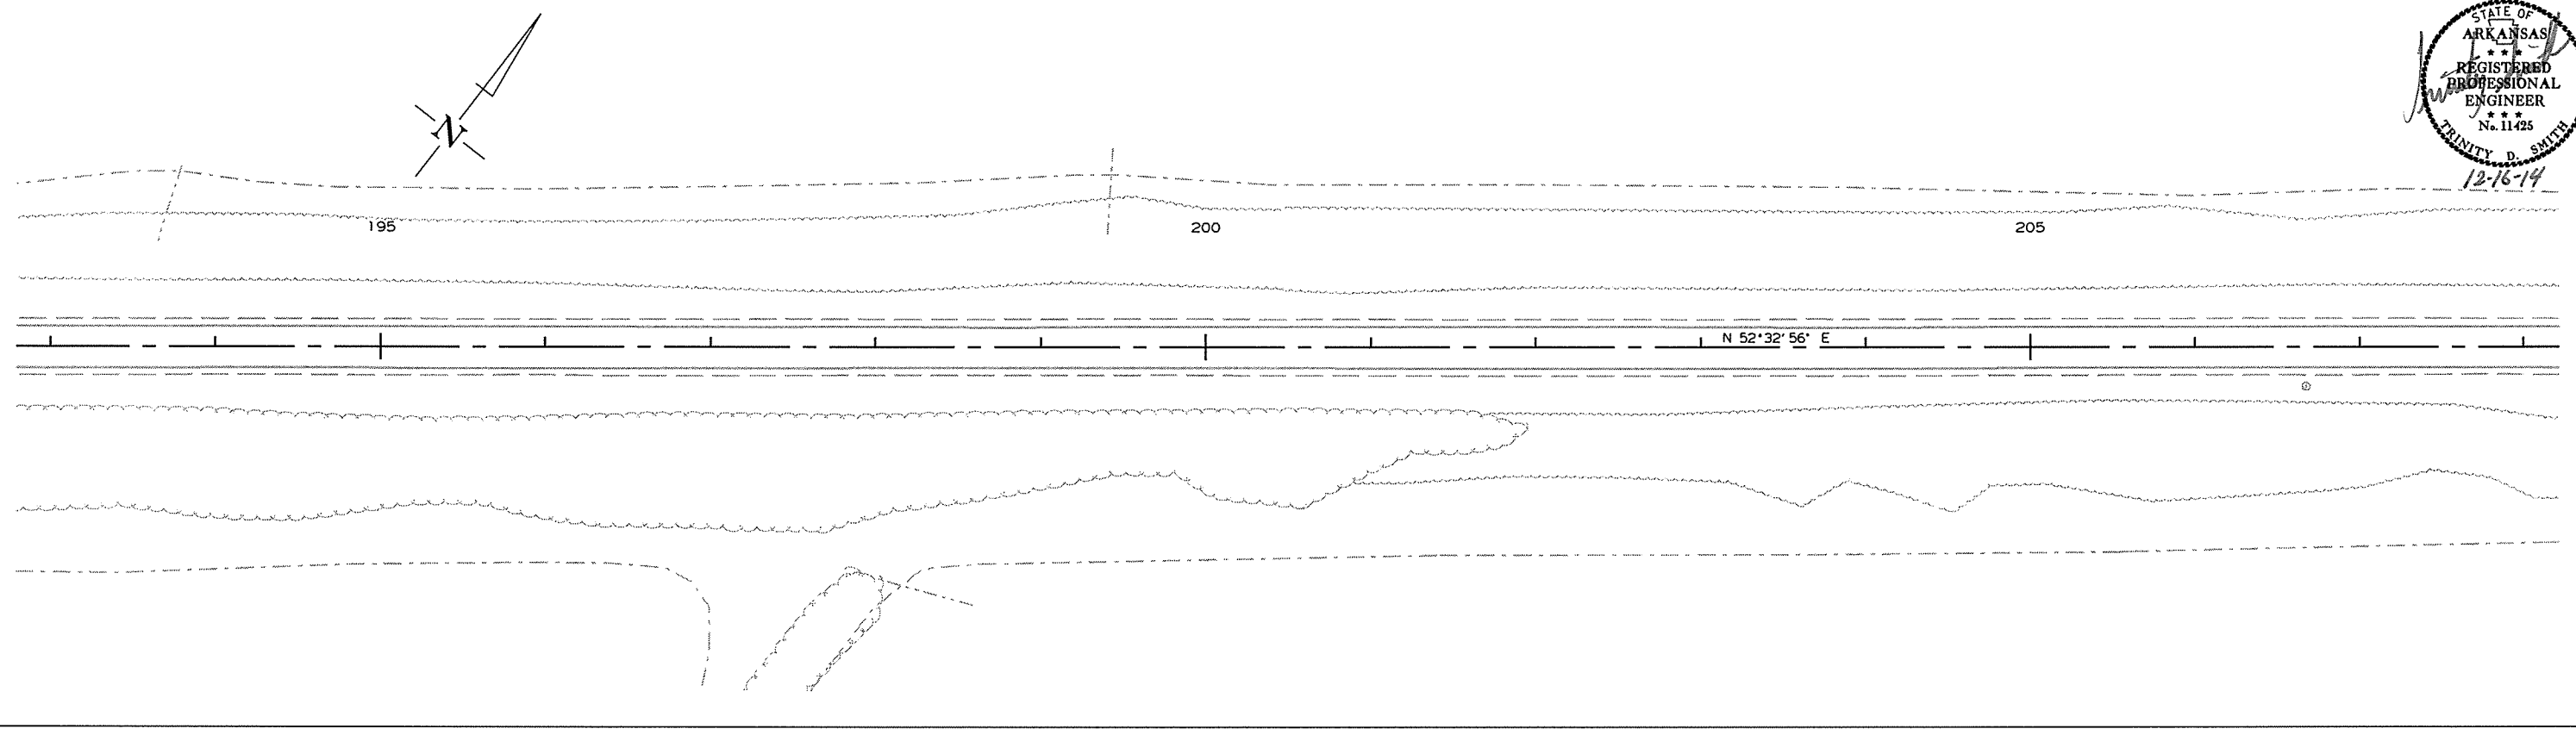 STATE OF
ARKANSAS
★ ★ ★
REGISTERED
PROFESSIONAL
ENGINEER
★ ★ ★
No. 11425
TRINITY D. SMITH
12-16-14
N
195
200
205
N 52°32'56" E